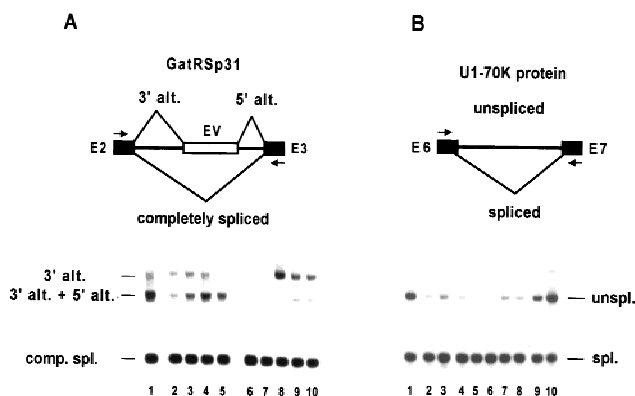 A
B
GatRSp31
U1-70K protein
3' alt.
5' alt.
unspliced
EV
E2
E3
E6
E7
completely spliced
spliced
3' alt.
3' alt. + 5' alt.
unspl.
comp. spl.
spl.
1 2 3 4 5 6 7 8 9 10
1 2 3 4 5 6 7 8 9 10